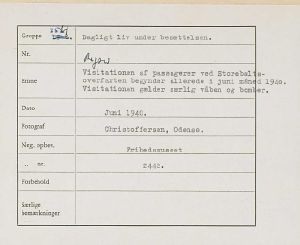 Gruppe Dagligt liv under besættelsen.
Nr.
Emne Visitationen af passagerer ved Storebælts-
overfarten begynder allerede i juni måned 1940.
Visitationen gælder særlig våben og bomber.
Dato Juni 1940.
Fotograf Christoffersen, Odense.
Neg. opbev. Frihedsmuseet
„ nr. 2442.
Forbehold
Særlige
bemærkninger